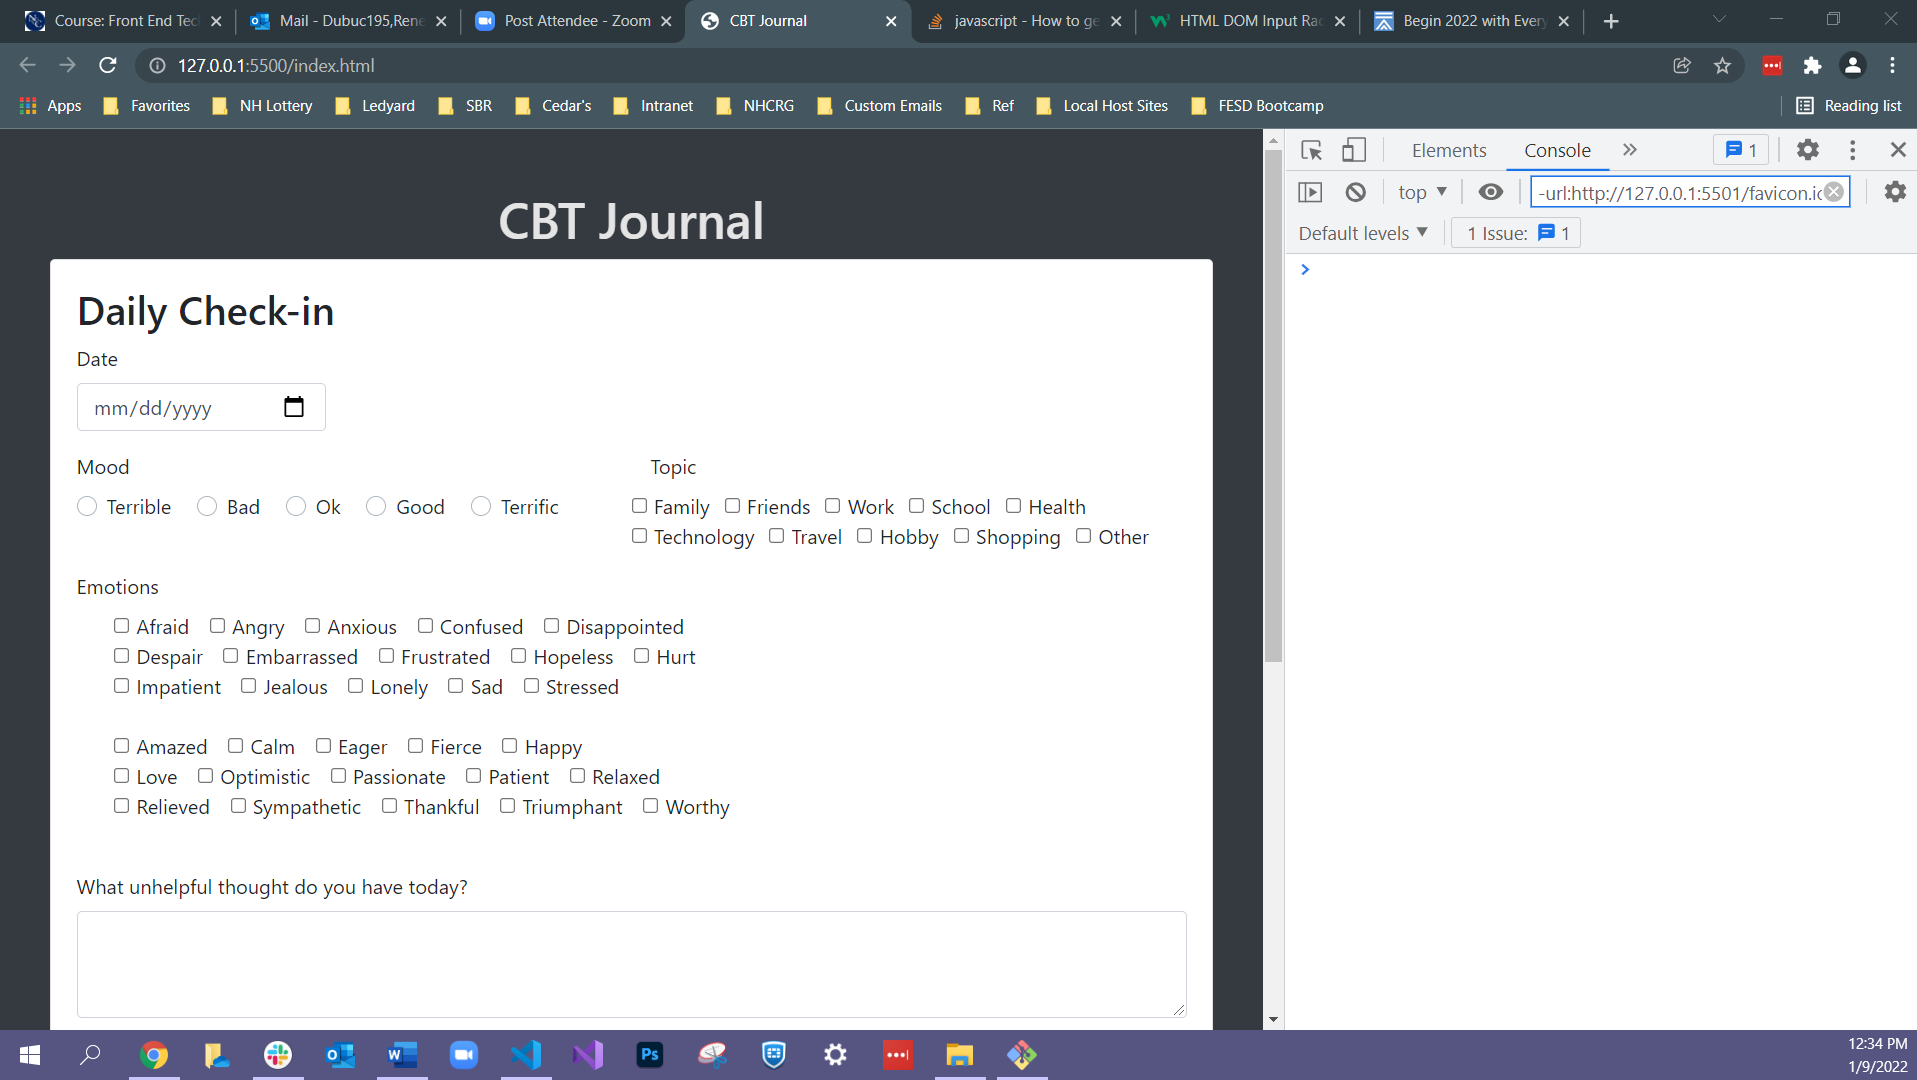 Course: Front End Tec
Mail - Dubuc195,Rene
Post Attendee - Zoom
CBT Journal
javascript - How to ge
HTML DOM Input Rad
Begin 2022 with Every
127.0.0.1:5500/index.html
Apps
Favorites
NH Lottery
Ledyard
SBR
Cedar's
Intranet
NHCRG
Custom Emails
Ref
Local Host Sites
FESD Bootcamp
Reading list
Elements
Console
1
top
-url:http://127.0.0.1:5501/favicon.ic
Default levels
1 Issue: 1
CBT Journal
Daily Check-in
Date
mm/dd/yyyy
Mood
Terrible Bad Ok Good Terrific
Topic
Family Friends Work School Health
Technology Travel Hobby Shopping Other
Emotions
Afraid Angry Anxious Confused Disappointed
Despair Embarrassed Frustrated Hopeless Hurt
Impatient Jealous Lonely Sad Stressed
Amazed Calm Eager Fierce Happy
Love Optimistic Passionate Patient Relaxed
Relieved Sympathetic Thankful Triumphant Worthy
What unhelpful thought do you have today?
Ps
12:34 PM
1/9/2022